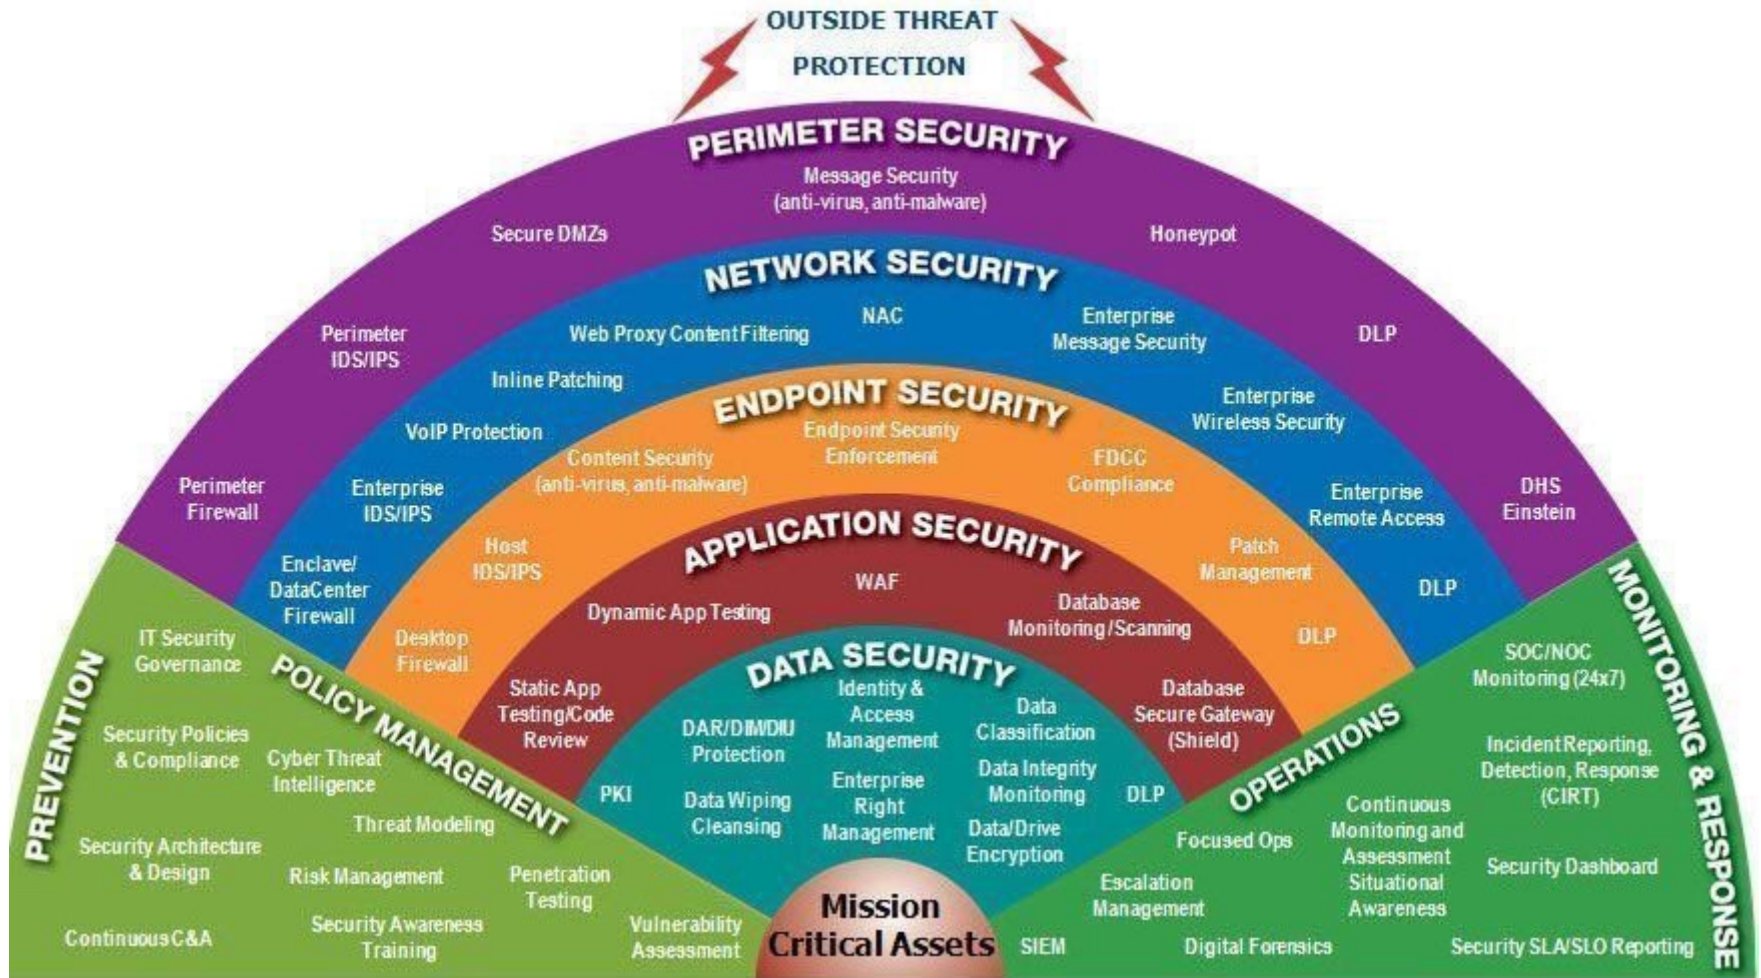 OUTSIDE THREAT
PROTECTION
PERIMETER SECURITY
Message Security
(anti-virus, anti-malware)
Secure DMZs
Honeypot
Perimeter
IDS/IPS
DLP
Perimeter
Firewall
DHS
Einstein
NETWORK SECURITY
NAC
Web Proxy Content Filtering
Enterprise
Message Security
Inline Patching
Enterprise
Wireless Security
VoIP Protection
Enterprise
IDS/IPS
Enterprise
Remote Access
Enclave/
DataCenter
Firewall
DLP
ENDPOINT SECURITY
Endpoint Security
Enforcement
Content Security
(anti-virus, anti-malware)
FDCC
Compliance
Host
IDS/IPS
Patch
Management
Desktop
Firewall
DLP
APPLICATION SECURITY
WAF
Dynamic App Testing
Database
Monitoring/Scanning
Static App
Testing/Code
Review
Database
Secure Gateway
(Shield)
DATA SECURITY
Identity &
Access
Management
DAR/DIM/DIU
Protection
Data
Classification
PKI
Data Wiping
Cleansing
Enterprise
Right
Management
Data Integrity
Monitoring
DLP
Data/Drive
Encryption
Mission
Critical Assets
PREVENTION
POLICY MANAGEMENT
IT Security
Governance
Security Policies
& Compliance
Cyber Threat
Intelligence
Threat Modeling
Security Architecture
& Design
Risk Management
Penetration
Testing
Continuous C&A
Security Awareness
Training
Vulnerability
Assessment
OPERATIONS
MONITORING & RESPONSE
SOC/NOC
Monitoring (24x7)
Incident Reporting,
Detection, Response
(CIRT)
Focused Ops
Continuous
Monitoring and
Assessment
Situational
Awareness
Security Dashboard
Escalation
Management
SIEM
Digital Forensics
Security SLA/SLO Reporting